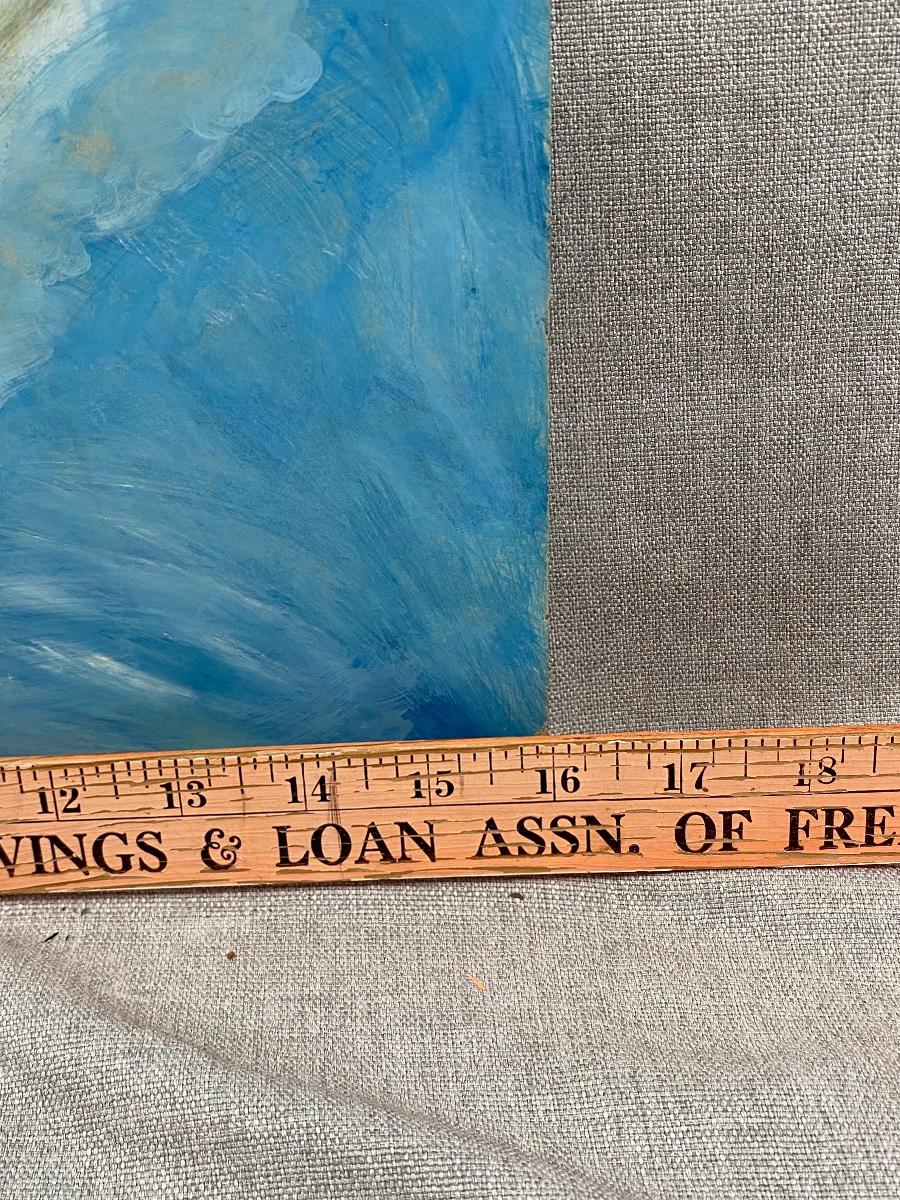 12 13 14 15 16 17 18
VINGS & LOAN ASSN. OF FRE